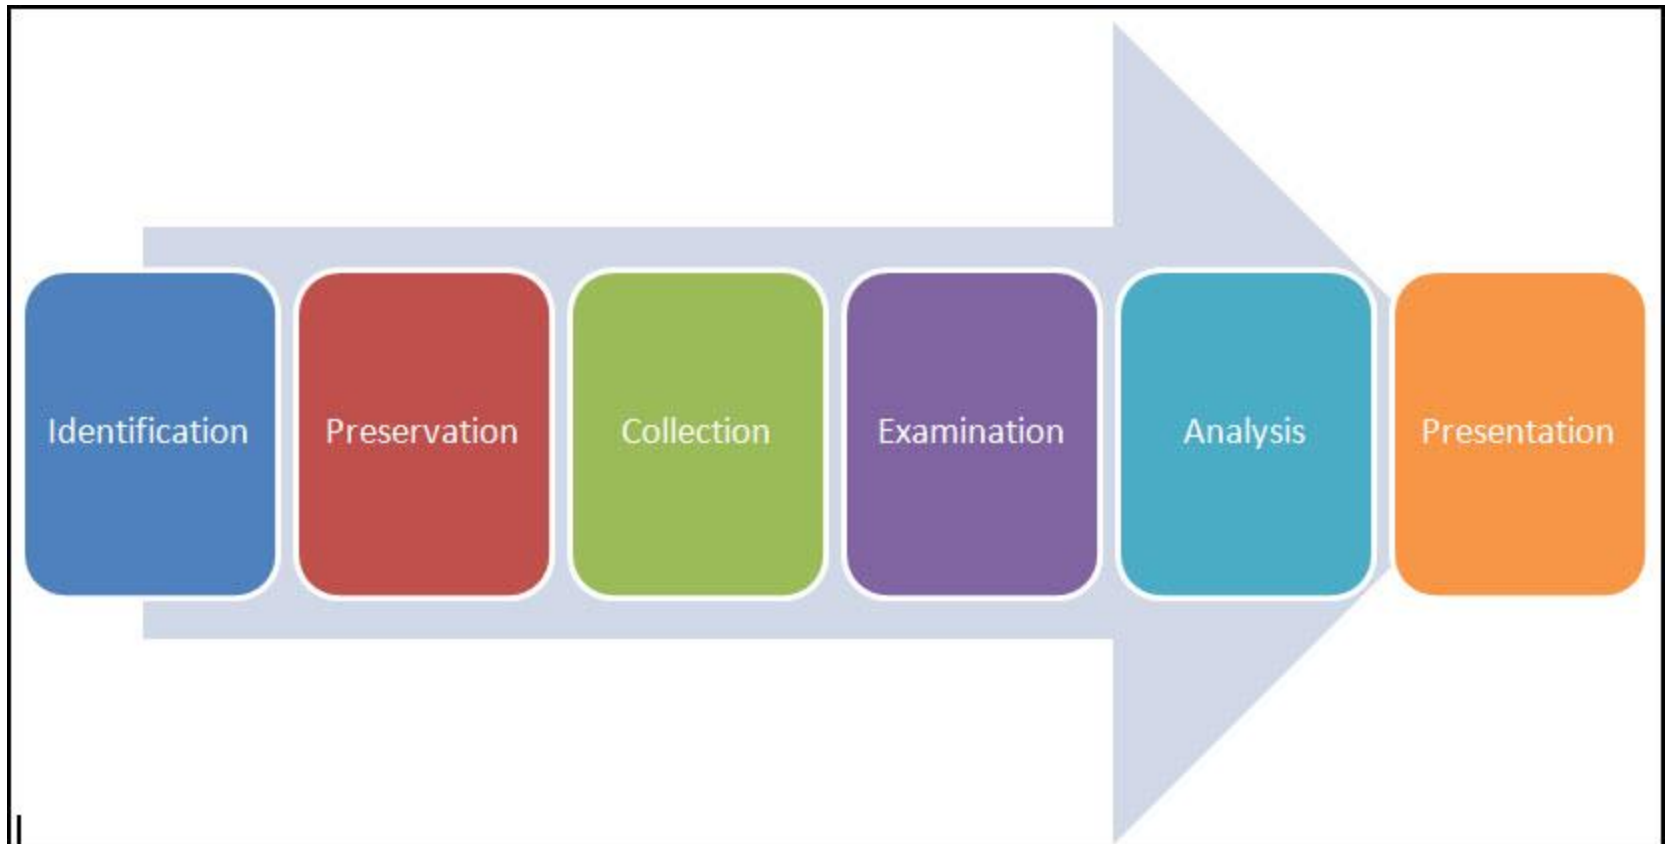 Identification
Preservation
Collection
Examination
Analysis
Presentation